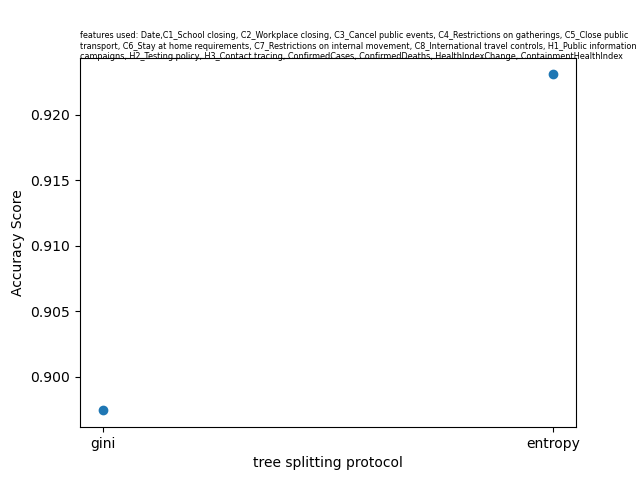 features used: Date,C1_School closing, C2_Workplace closing, C3_Cancel public events, C4_Restrictions on gatherings, C5_Close public
transport, C6_Stay at home requirements, C7_Restrictions on internal movement, C8_International travel controls, H1_Public information
campaigns, H2_Testing policy, H3_Contact tracing, ConfirmedCases, ConfirmedDeaths, HealthIndexChange, ContainmentHealthIndex
0.920
0.915
0.910
0.905
0.900
Accuracy Score
gini entropy
tree splitting protocol